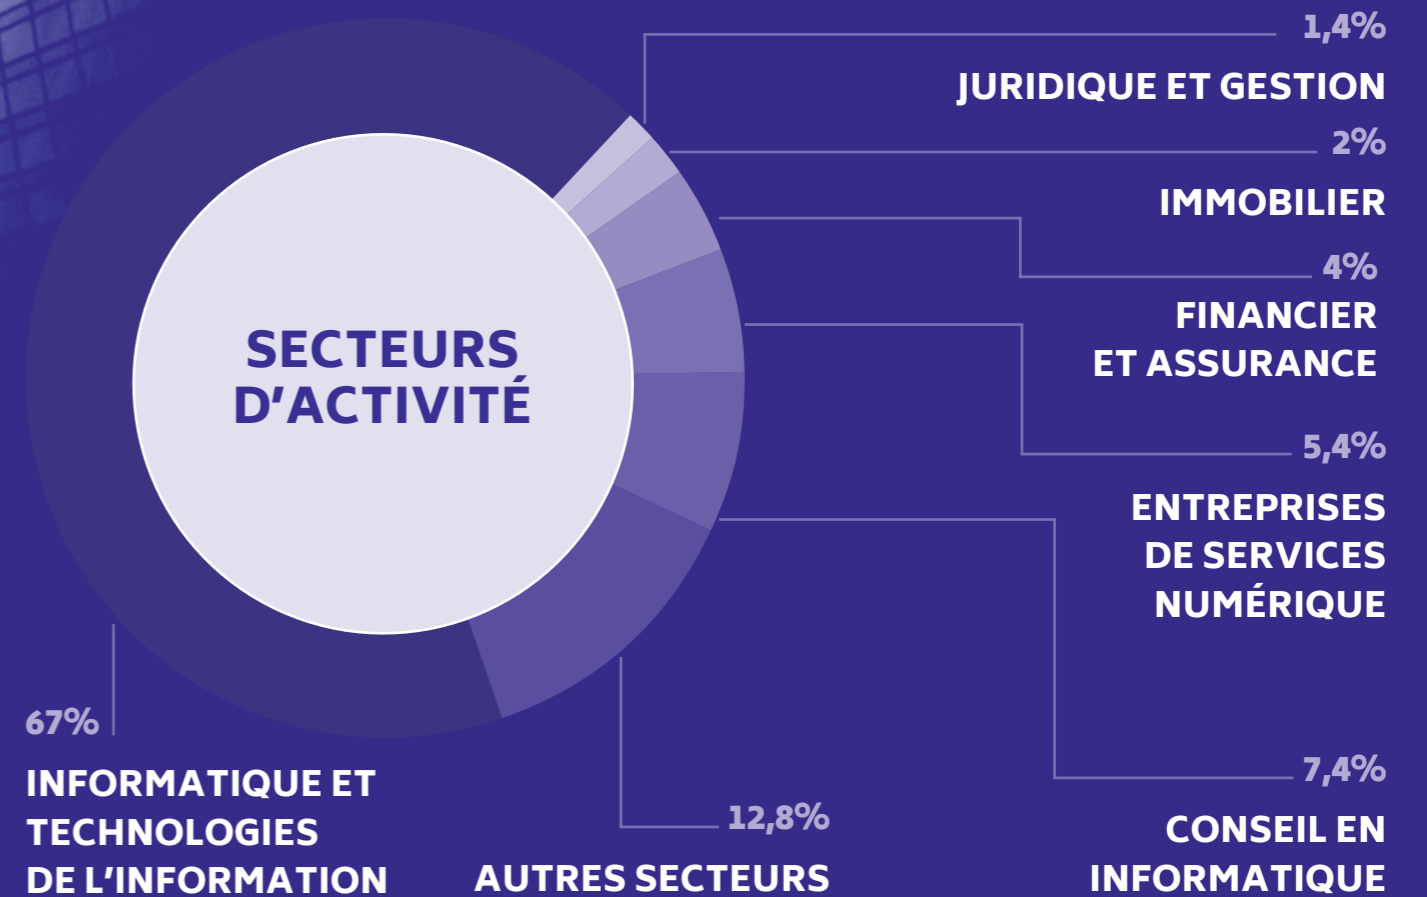 SECTEURS
D'ACTIVITÉ
1,4%
JURIDIQUE ET GESTION
2%
IMMOBILIER
4%
FINANCIER
ET ASSURANCE
5,4%
ENTREPRISES
DE SERVICES
NUMÉRIQUE
7,4%
CONSEIL EN
INFORMATIQUE
12,8%
AUTRES SECTEURS
67%
INFORMATIQUE ET
TECHNOLOGIES
DE L'INFORMATION